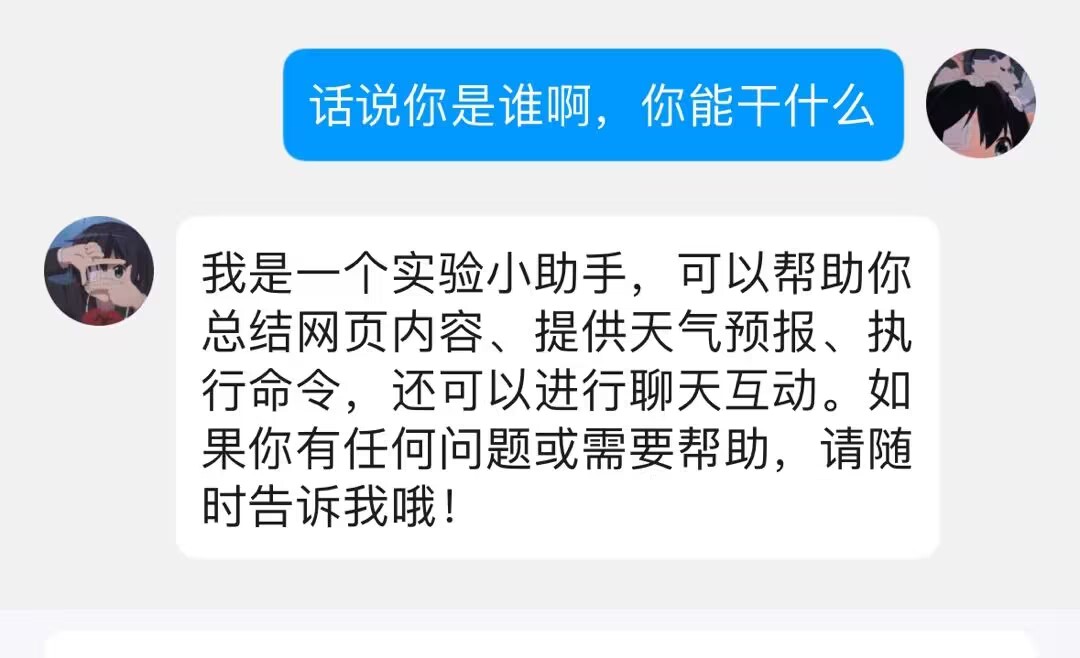 话说你是谁啊，你能干什么
我是一个实验小助手，可以帮助你
总结网页内容、提供天气预报、执
行命令，还可以进行聊天互动。如
果你有任何问题或需要帮助，请随
时告诉我哦！